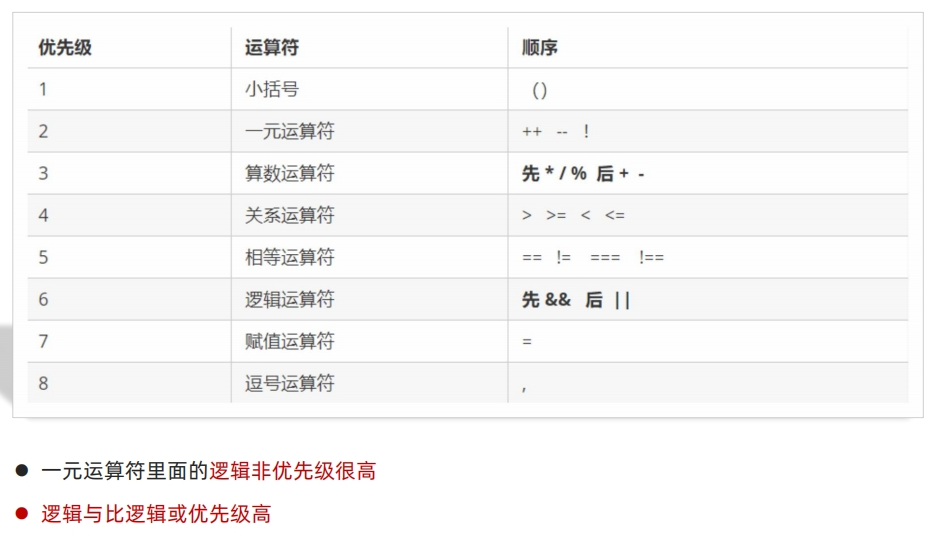 优先级 运算符 顺序
1 小括号 ()
2 一元运算符 ++ -- !
3 算数运算符 先 * / % 后 + -
4 关系运算符 > >= < <=
5 相等运算符 == != === !==
6 逻辑运算符 先 && 后 ||
7 赋值运算符 =
8 逗号运算符 ,
● 一元运算符里面的逻辑非优先级很高
● 逻辑与比逻辑或优先级高